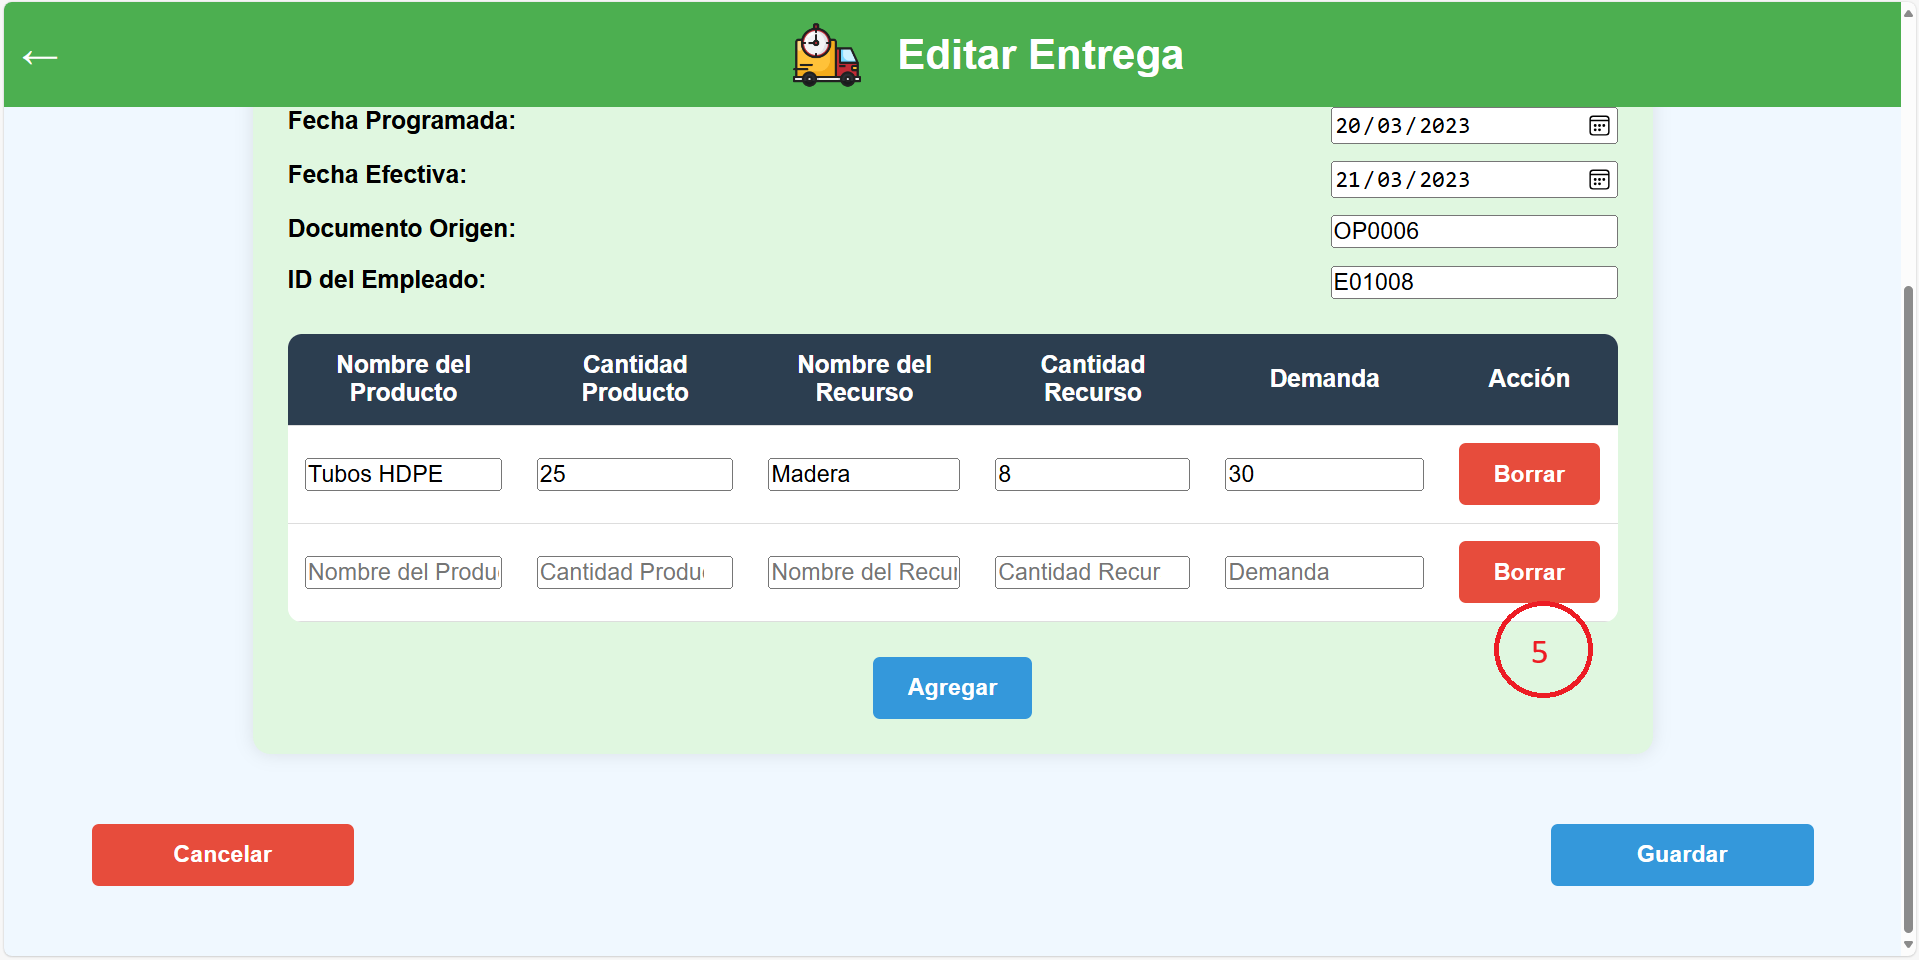 ← Editar Entrega
Fecha Programada: 20/03/2023
Fecha Efectiva: 21/03/2023
Documento Origen: OP0006
ID del Empleado: E01008
Nombre del Producto Cantidad Producto Nombre del Recurso Cantidad Recurso Demanda Acción
Tubos HDPE 25 Madera 8 30 Borrar
Nombre del Produ Cantidad Produ Nombre del Recur Cantidad Recur Demanda Borrar
5
Agregar
Cancelar Guardar